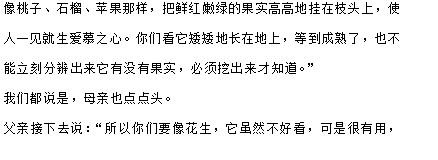 像桃子、石榴、苹果那样，把鲜红嫩绿的果实高高地挂在枝头上，使
人一见就生爱慕之心。你们看它矮矮地长在地上，等到成熟了，也不
能立刻分辨出来它有没有果实，必须挖出来才知道。”
我们都说是，母亲也点点头。
父亲接下去说：“所以你们要像花生，它虽然不好看，可是很有用，